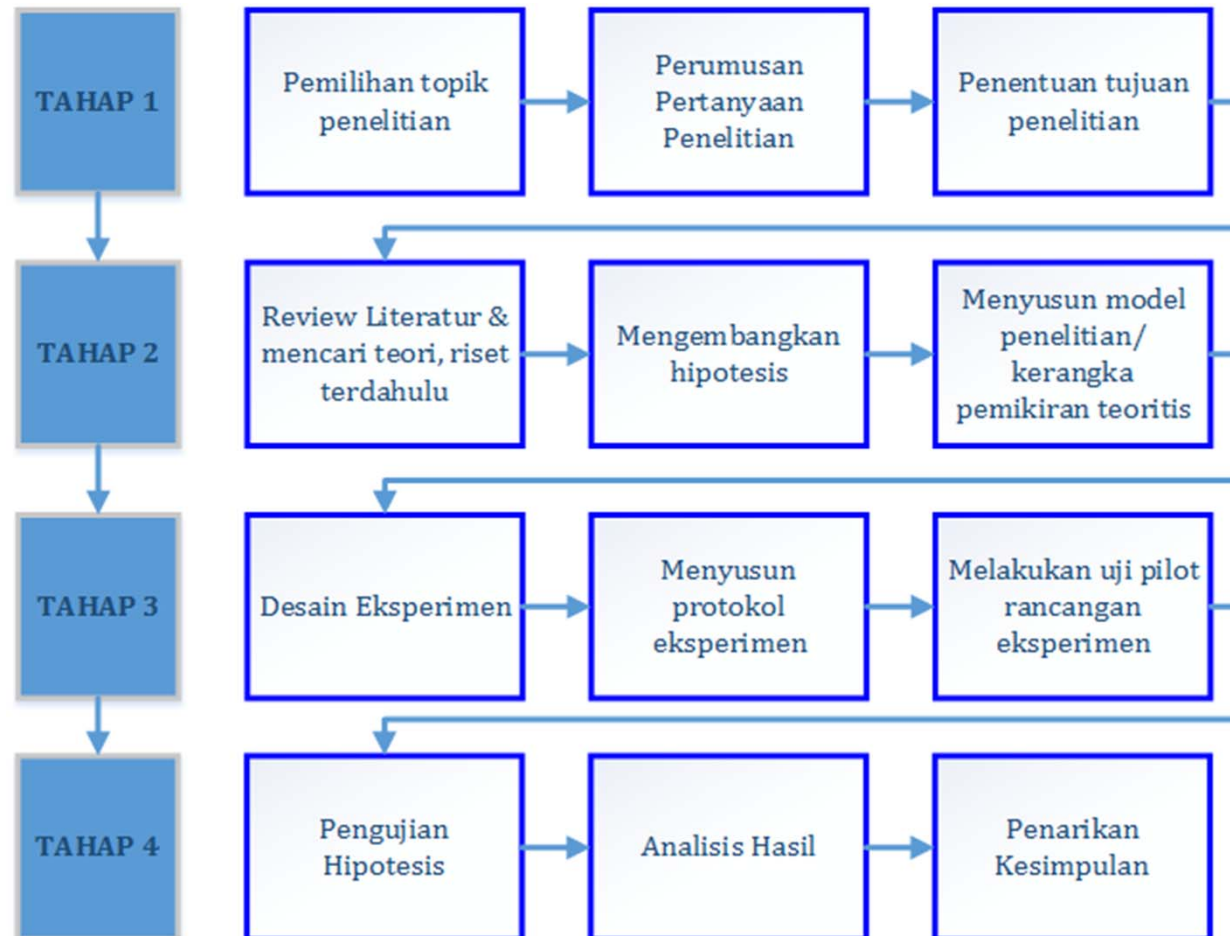 TAHAP 1
Pemilihan topik
penelitian
Perumusan
Pertanyaan
Penelitian
Penentuan tujuan
penelitian
TAHAP 2
Review Literatur &
mencari teori, riset
terdahulu
Mengembangkan
hipotesis
Menyusun model
penelitian/
kerangka
pemikiran teoritis
TAHAP 3
Desain Eksperimen
Menyusun
protokol
eksperimen
Melakukan uji pilot
rancangan
eksperimen
TAHAP 4
Pengujian
Hipotesis
Analisis Hasil
Penarikan
Kesimpulan